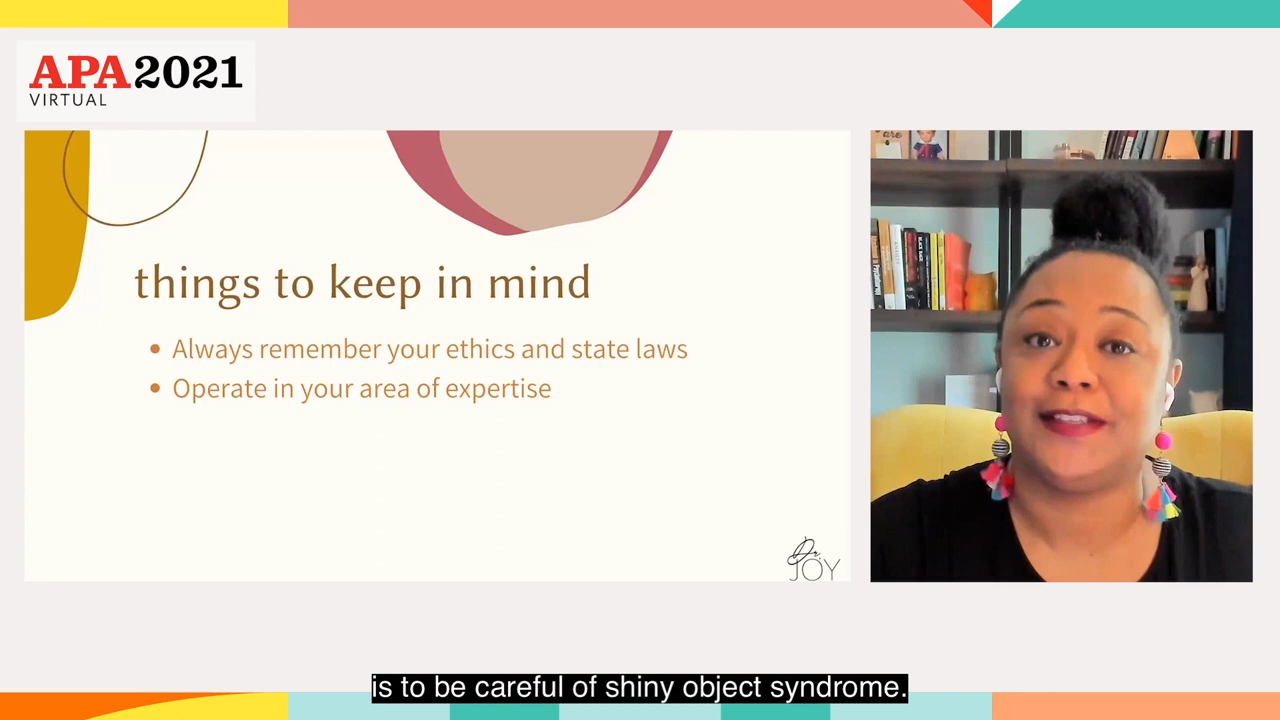 APA2021
VIRTUAL
things to keep in mind
• Always remember your ethics and state laws
• Operate in your area of expertise
Dr.
JOY
is to be careful of shiny object syndrome.